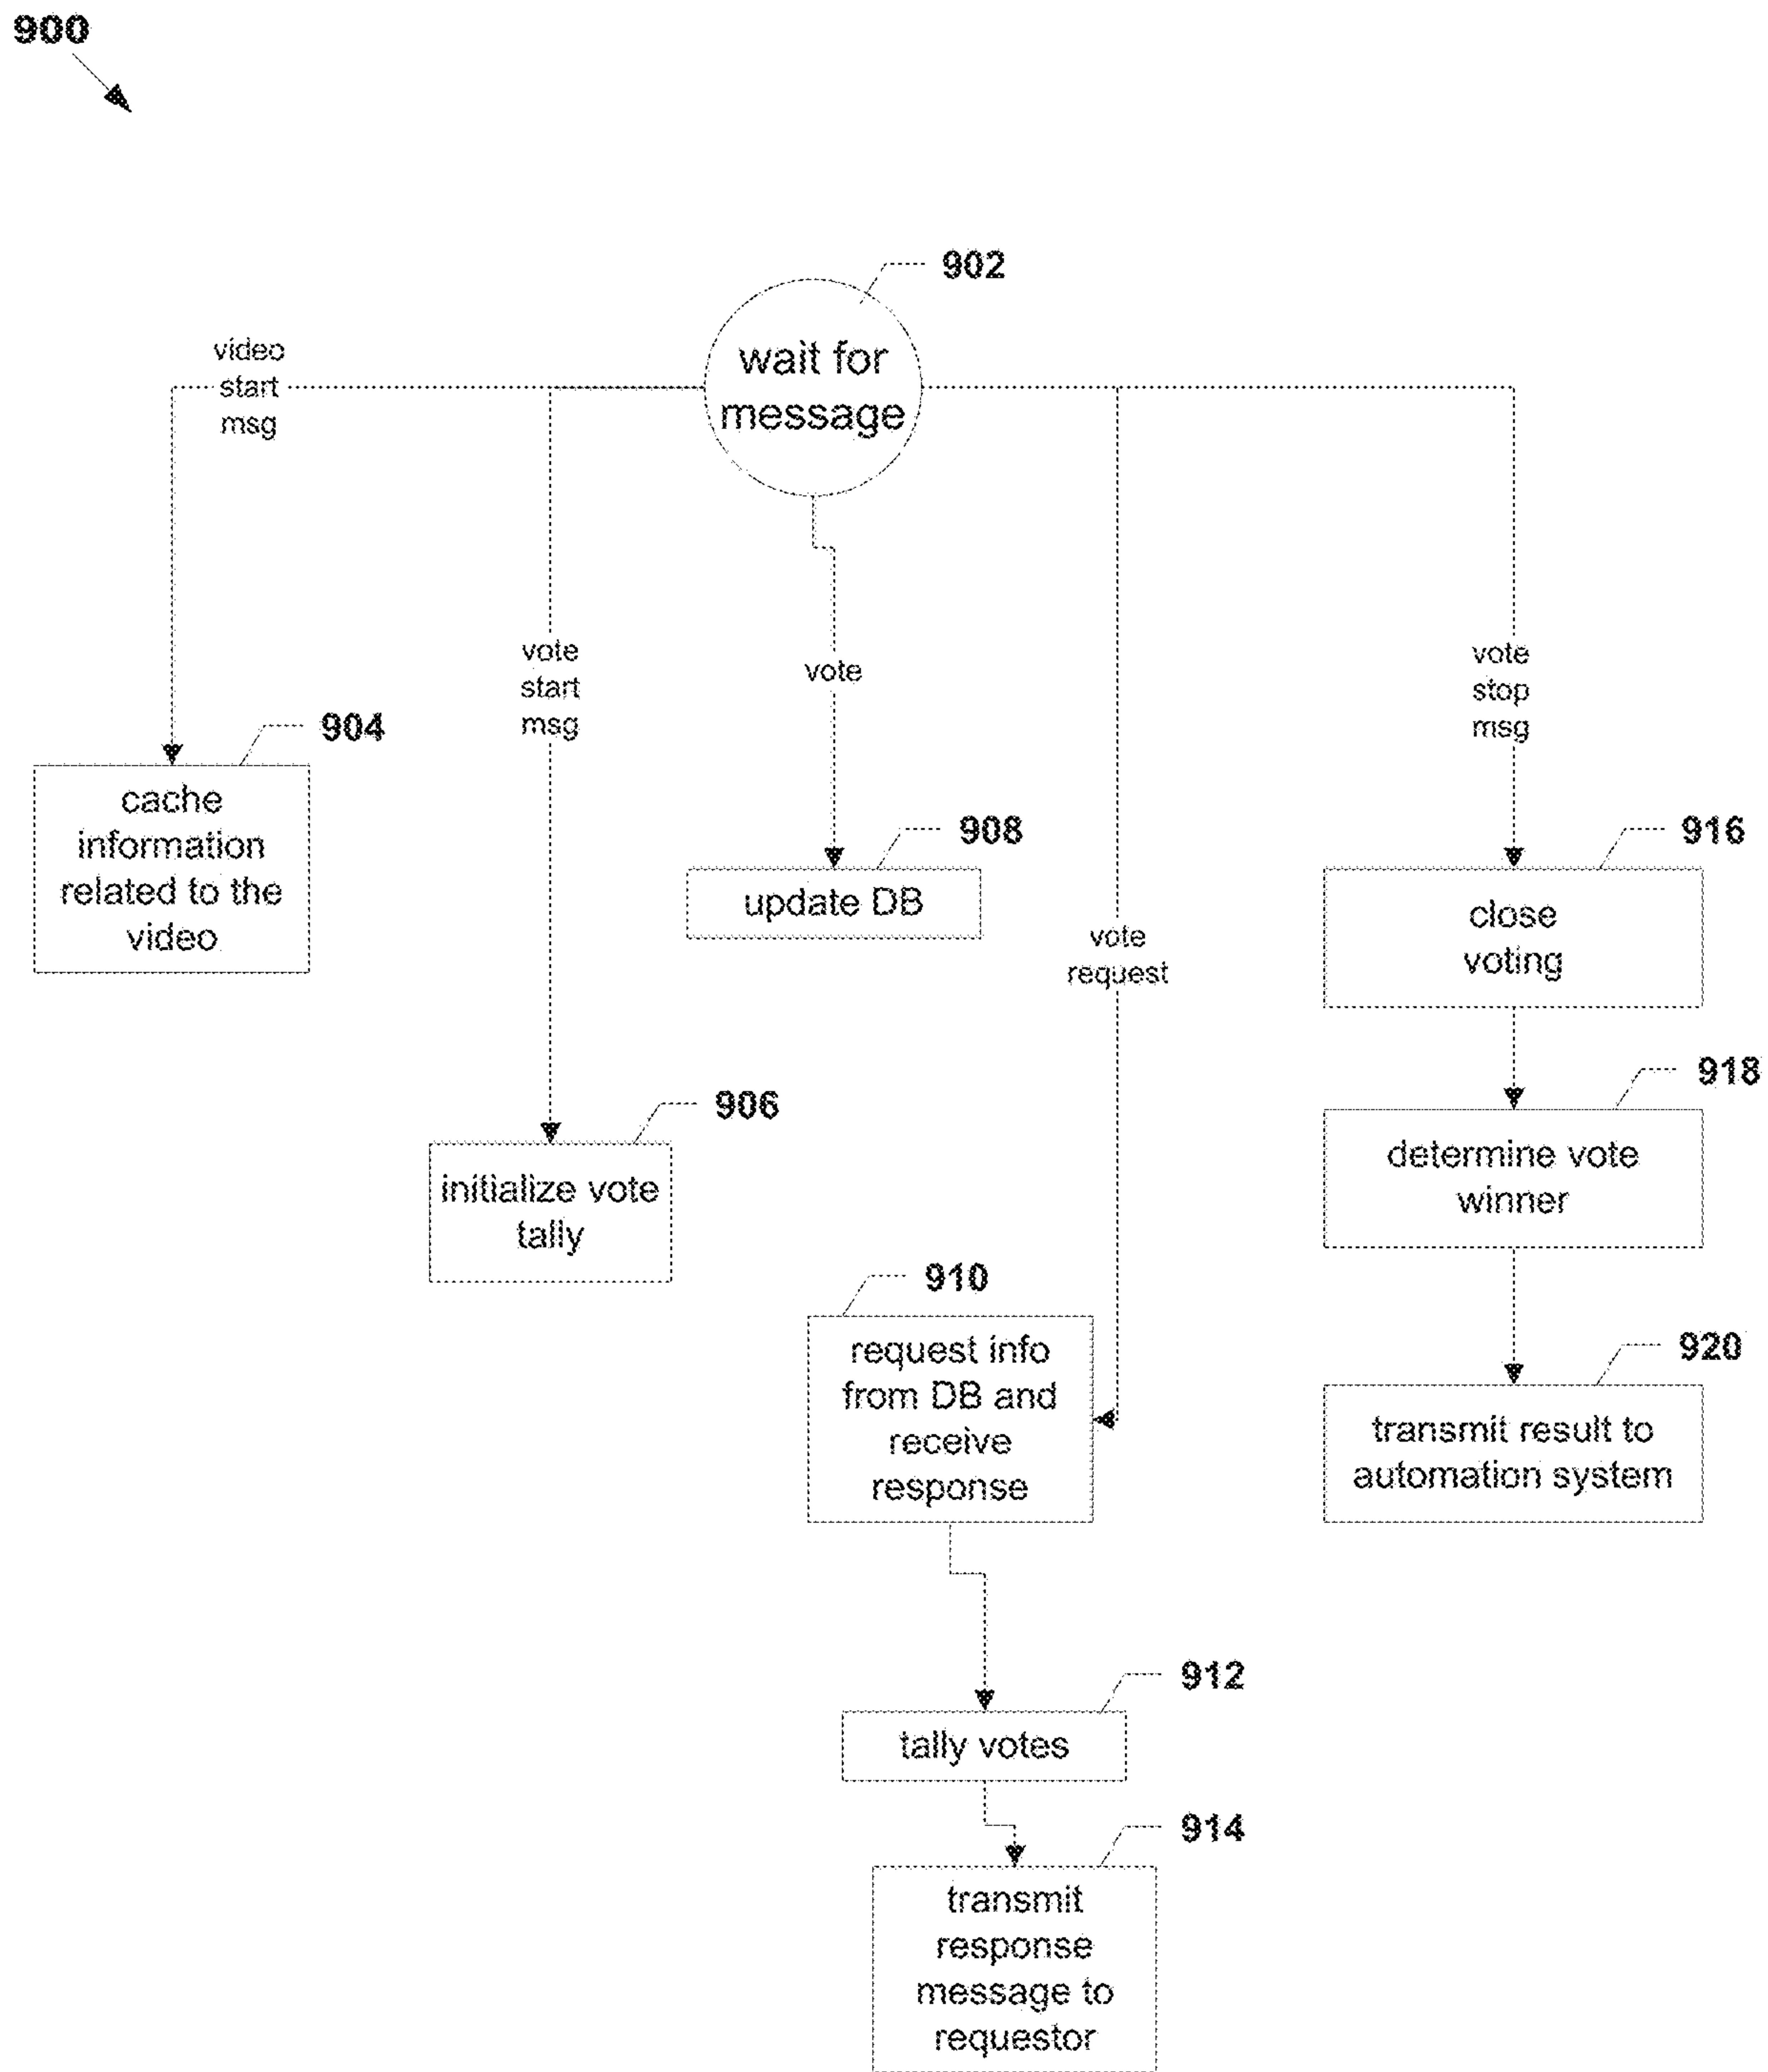 900
902
wait for
message
video
start
msg
vote
start
msg
vote
vote
stop
msg
904
cache
information
related to the
video
908
update DB
916
close
voting
vote
request
906
initialize vote
tally
918
determine vote
winner
910
request info
from DB and
receive
response
920
transmit result to
automation system
912
tally votes
914
transmit
response
message to
requestor